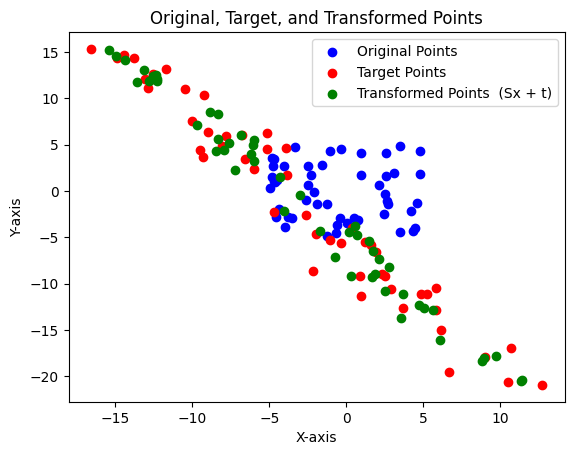 Original, Target, and Transformed Points
Original Points
Target Points
Transformed Points (Sx + t)
Y-axis
15
10
5
0
−5
−10
−15
−20
−15
−10
−5
0
5
10
X-axis